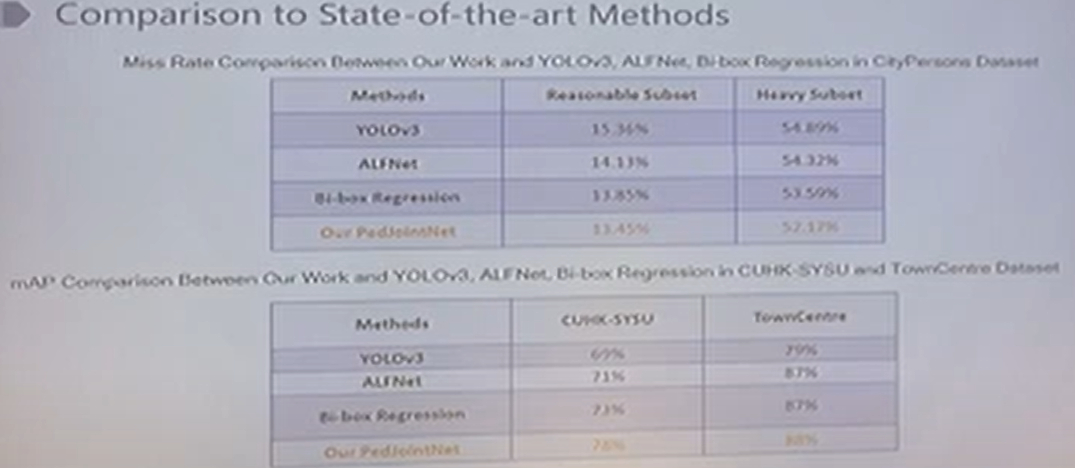 Comparison to State-of-the-art Methods
Miss Rate Comparison Between Our Work and YOLOv3, ALFNet, Bi-box Regression in CityPersons Dataset
Methods Reasonable Subset Heavy Subset
YOLOv3 15.36% 54.89%
ALFNet 14.13% 54.32%
Bi-box Regression 13.85% 53.59%
Our PedJointNet 13.45% 52.17%
mAP Comparison Between Our Work and YOLOv3, ALFNet, Bi-box Regression in CUHK-SYSU and TownCentre Dataset
Methods CUHK-SYSU TownCentre
YOLOv3 69% 79%
ALFNet 71% 87%
Bi-box Regression 73% 87%
Our PedJointNet